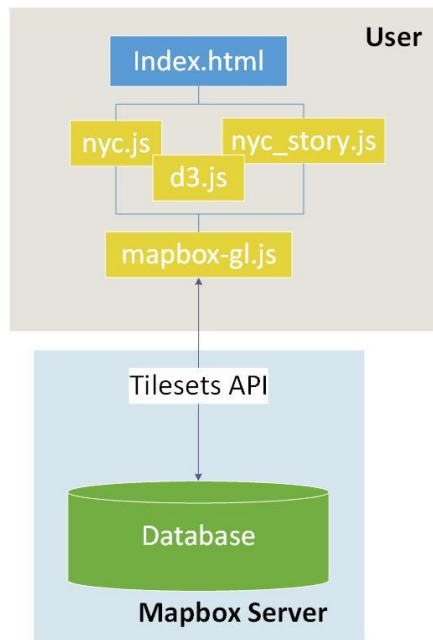 User
Index.html
nyc.js
nyc_story.js
d3.js
mapbox-gl.js
Tilesets API
Database
Mapbox Server